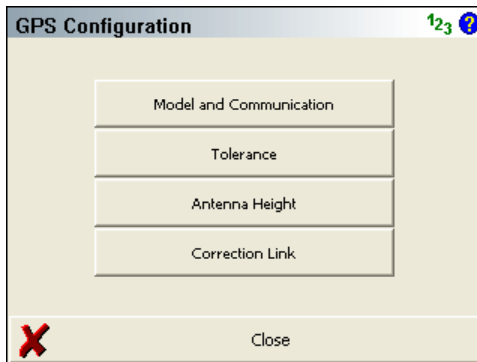 GPS Configuration 123 ?
Model and Communication
Tolerance
Antenna Height
Correction Link
Close